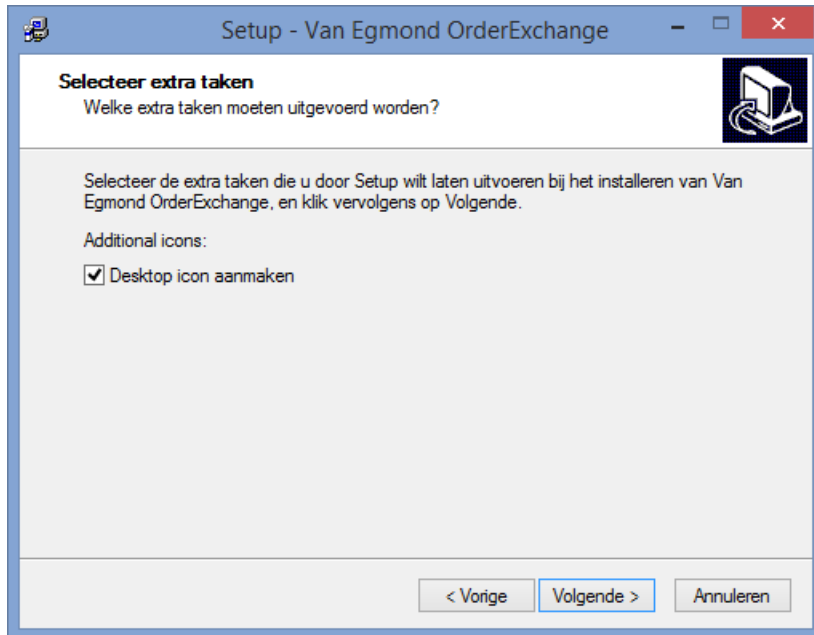 Setup - Van Egmond OrderExchange
Selecteer extra taken
Welke extra taken moeten uitgevoerd worden?
Selecteer de extra taken die u door Setup wilt laten uitvoeren bij het installeren van Van
Egmond OrderExchange, en klik vervolgens op Volgende.
Additional icons:
Desktop icon aanmaken
< Vorige
Volgende >
Annuleren